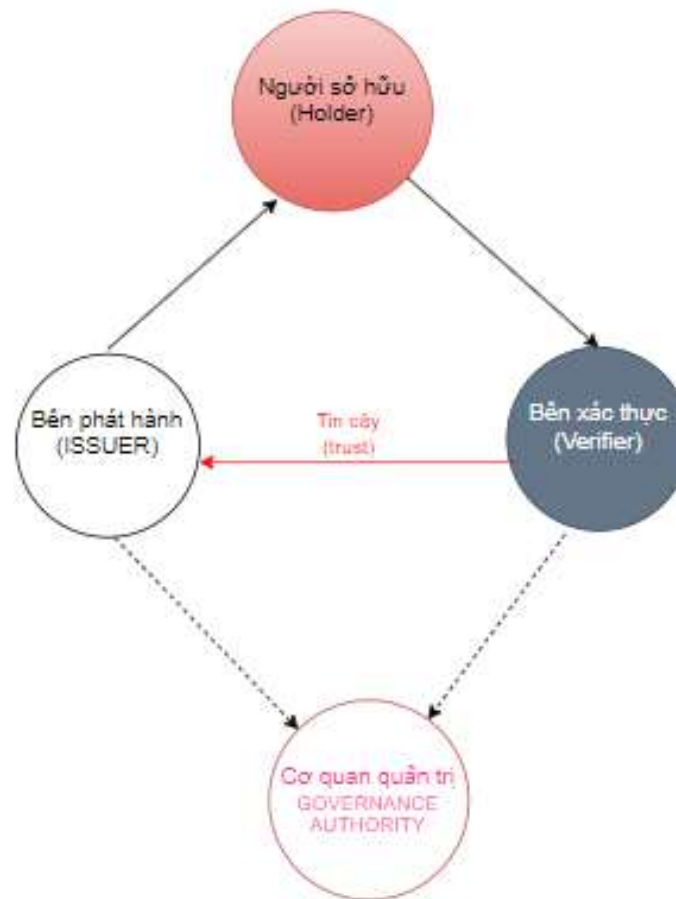 Người sở hữu
(Holder)
Bên phát hành
(ISSUER)
Tin cậy
(trust)
Bên xác thực
(Verifier)
Cơ quan quản trị
GOVERNANCE
AUTHORITY